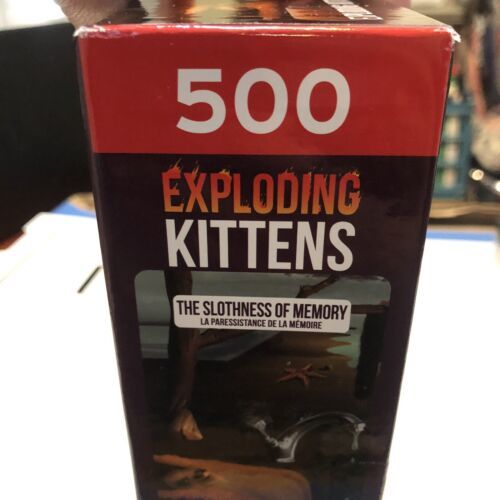 500
EXPLODING
KITTENS
THE SLOTHNESS OF MEMORY
LA PARESSISTANCE DE LA MÉMOIRE